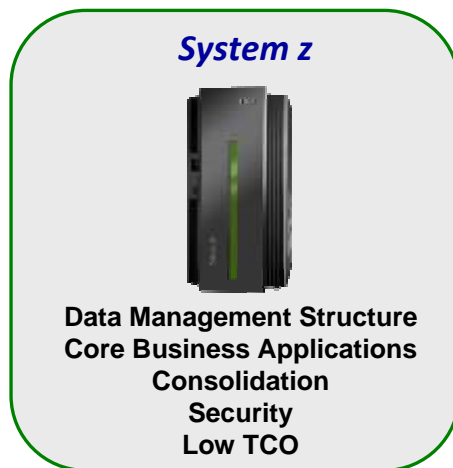 System z
Data Management Structure
Core Business Applications
Consolidation
Security
Low TCO